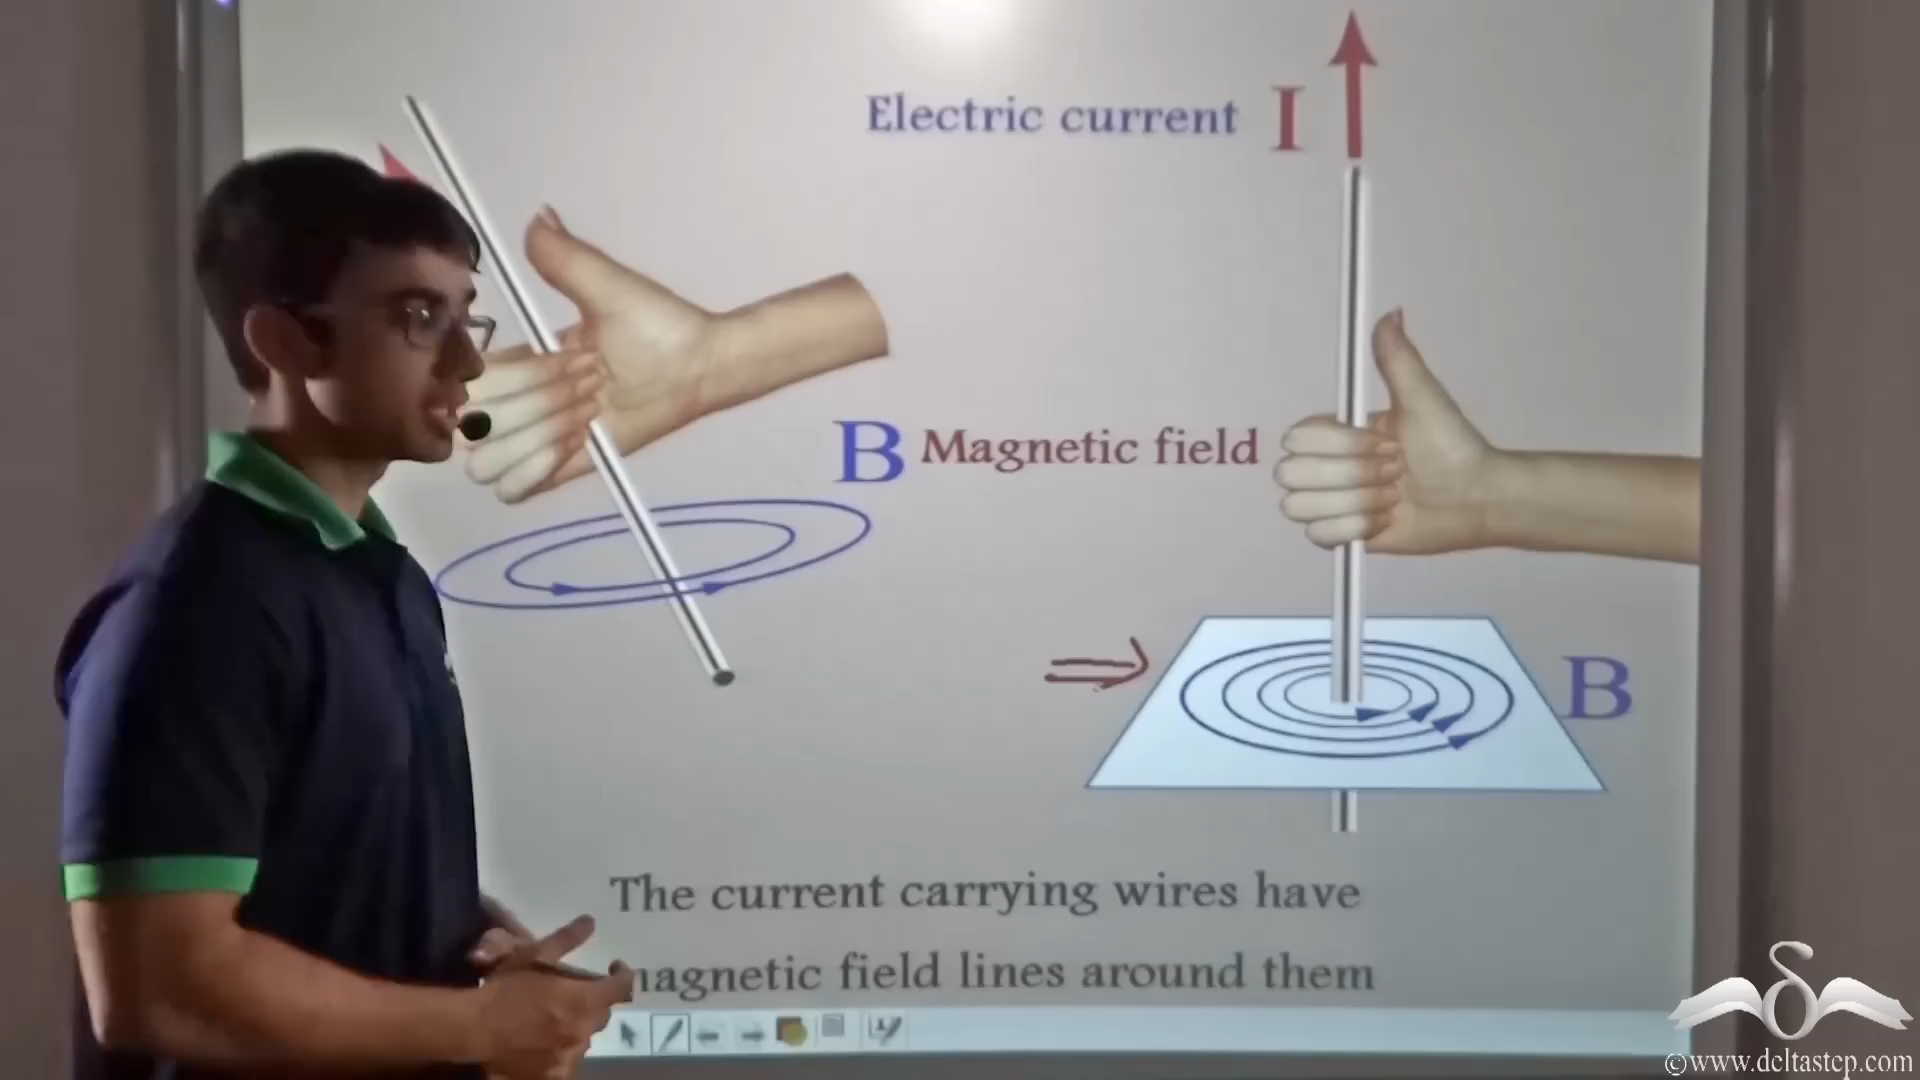 Electric current I
B Magnetic field
B
The current carrying wires have
magnetic field lines around them
©www.deltastep.com